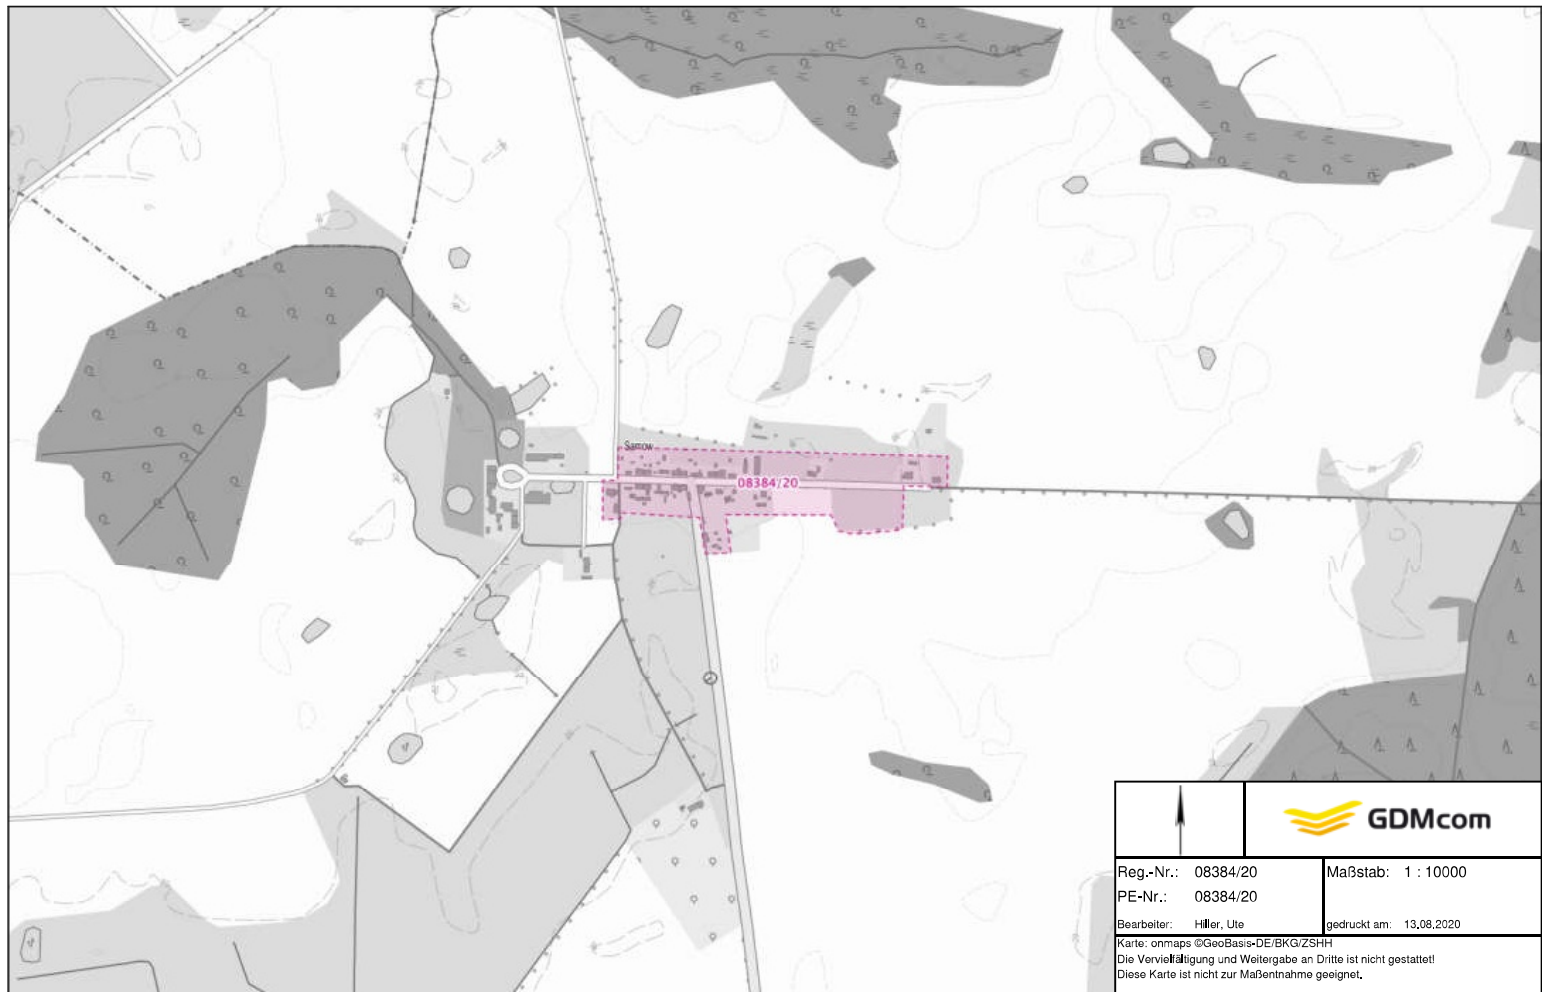 Sarrow
08384/20
GDMcom
Reg.-Nr.: 08384/20
Maßstab: 1 : 10000
PE-Nr.: 08384/20
Bearbeiter: Hiller, Ute
gedruckt am: 13.08.2020
Karte: onmaps ©GeoBasis-DE/BKG/ZSHH
Die Vervielfältigung und Weitergabe an Dritte ist nicht gestattet!
Diese Karte ist nicht zur Maßentnahme geeignet.